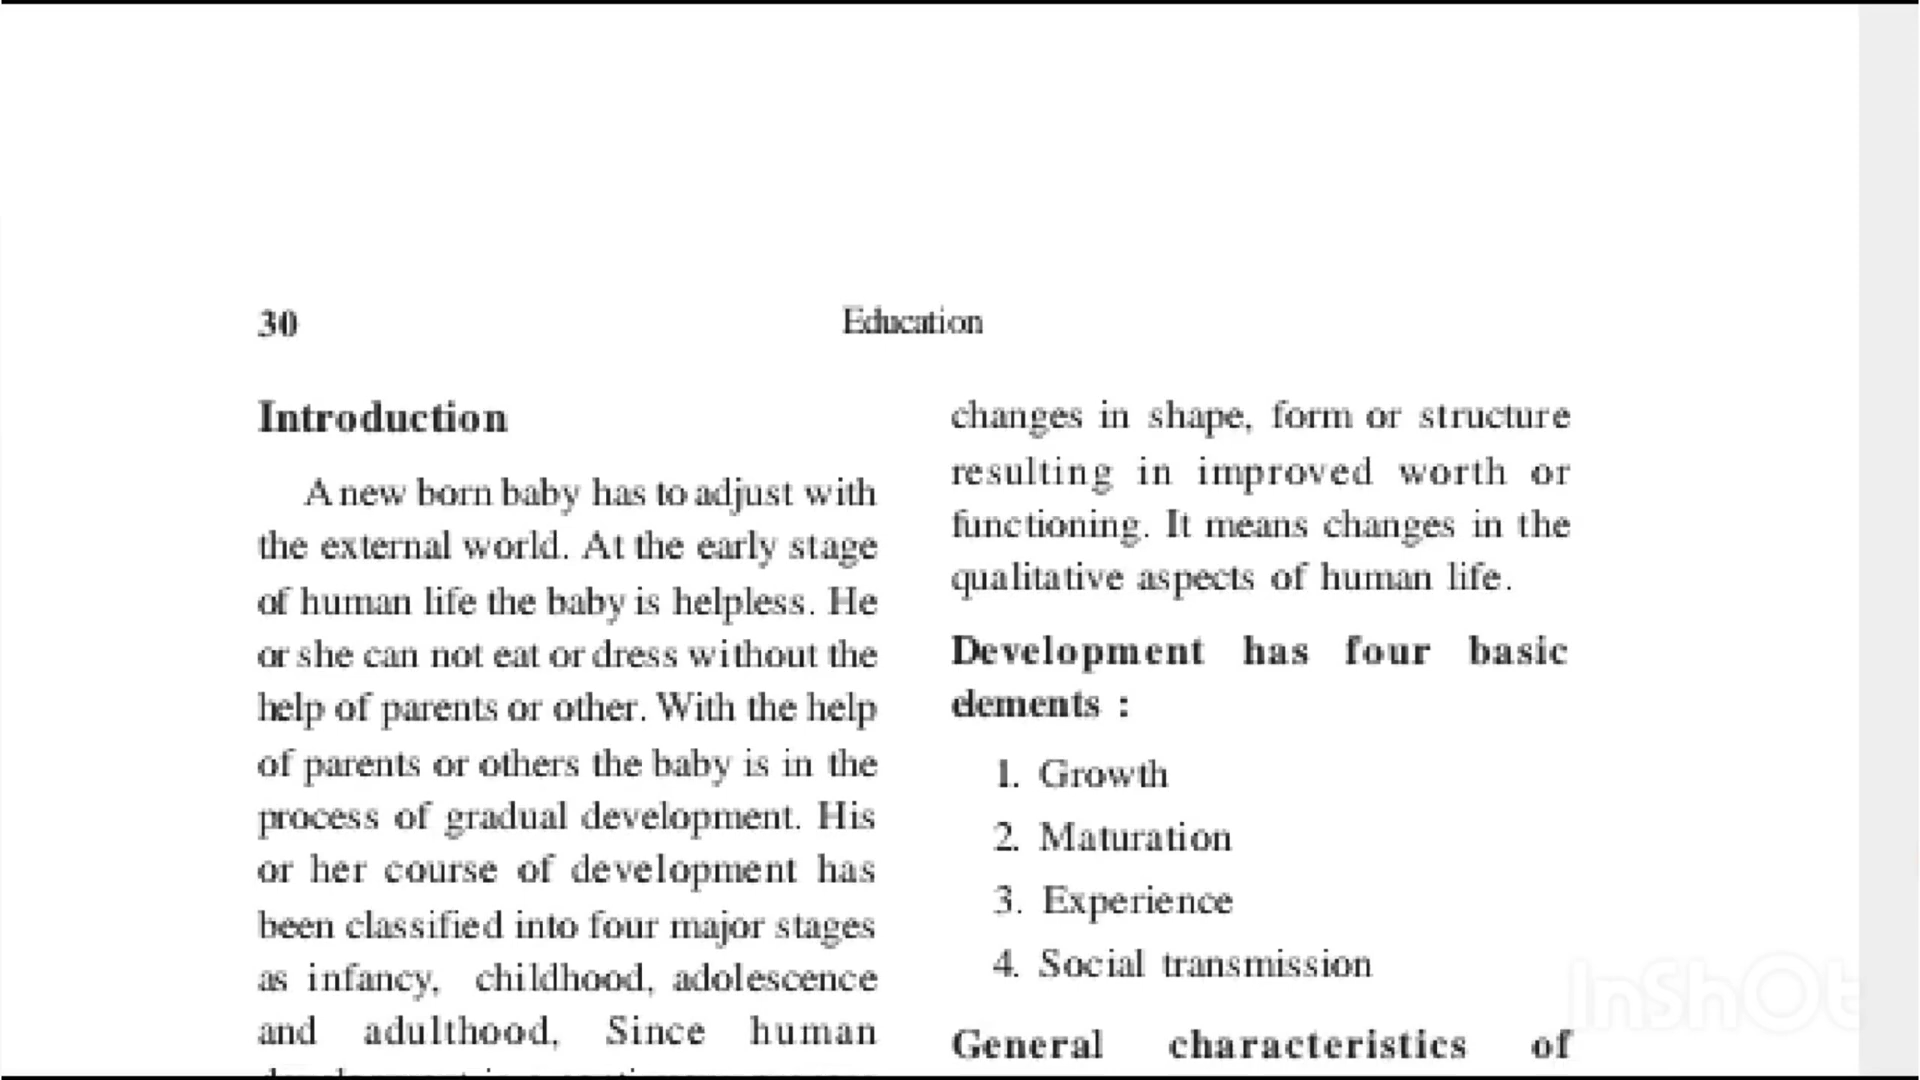 30
Education
Introduction
A new born baby has to adjust with
the external world. At the early stage
of human life the baby is helpless. He
or she can not eat or dress without the
help of parents or other. With the help
of parents or others the baby is in the
process of gradual development. His
or her course of development has
been classified into four major stages
as infancy, childhood, adolescence
and adulthood, Since human
changes in shape, form or structure
resulting in improved worth or
functioning. It means changes in the
qualitative aspects of human life.
Development has four basic
elements :
1. Growth
2. Maturation
3. Experience
4. Social transmission
General characteristics of
InShOt